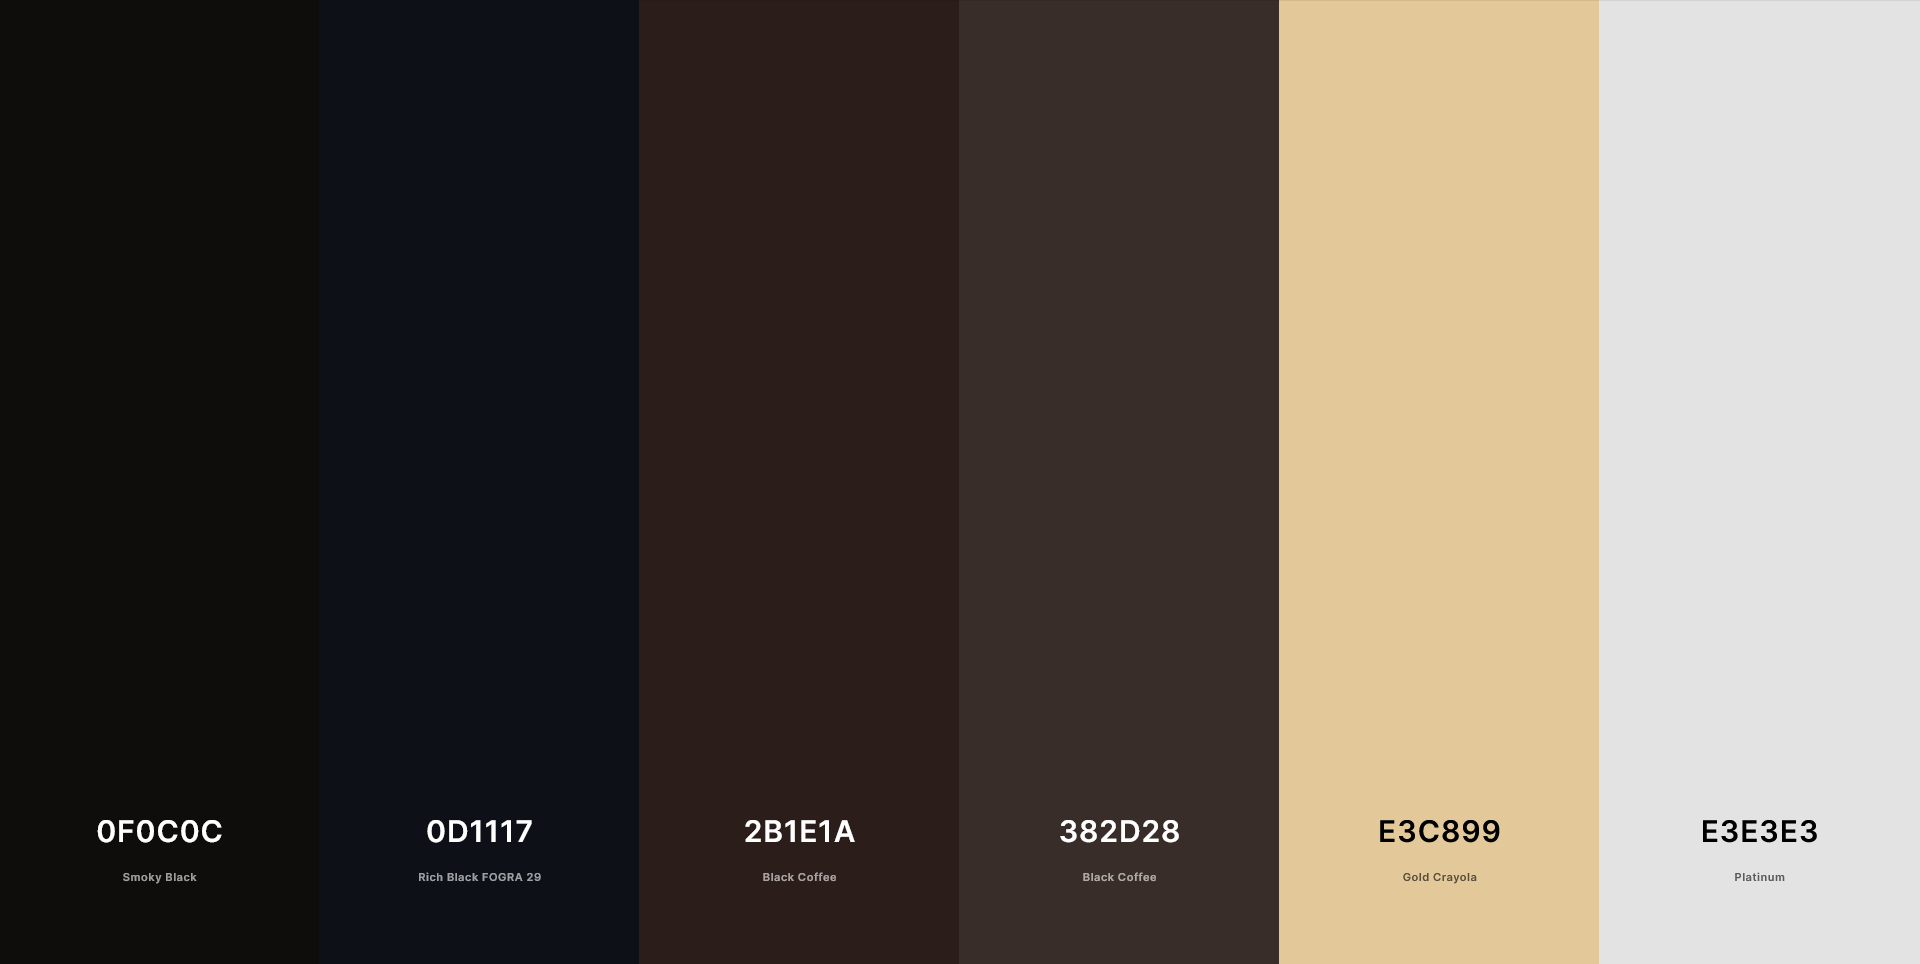 0F0C0C
Smoky Black
0D1117
Rich Black FOGRA 29
2B1E1A
Black Coffee
382D28
Black Coffee
E3C899
Gold Crayola
E3E3E3
Platinum